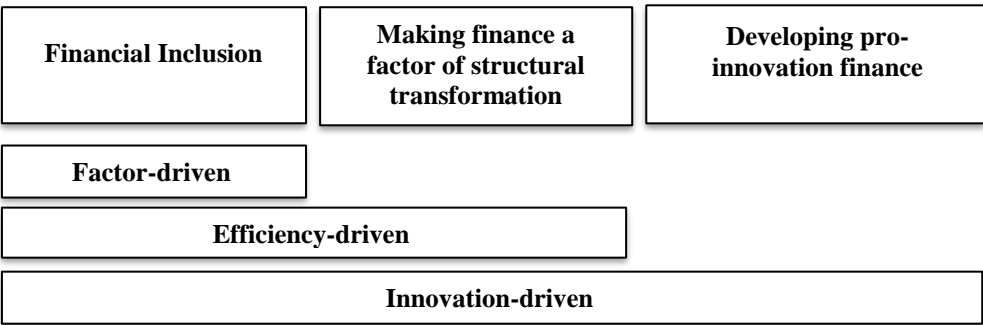 Financial Inclusion
Making finance a
factor of structural
transformation
Developing pro-
innovation finance
Factor-driven
Efficiency-driven
Innovation-driven